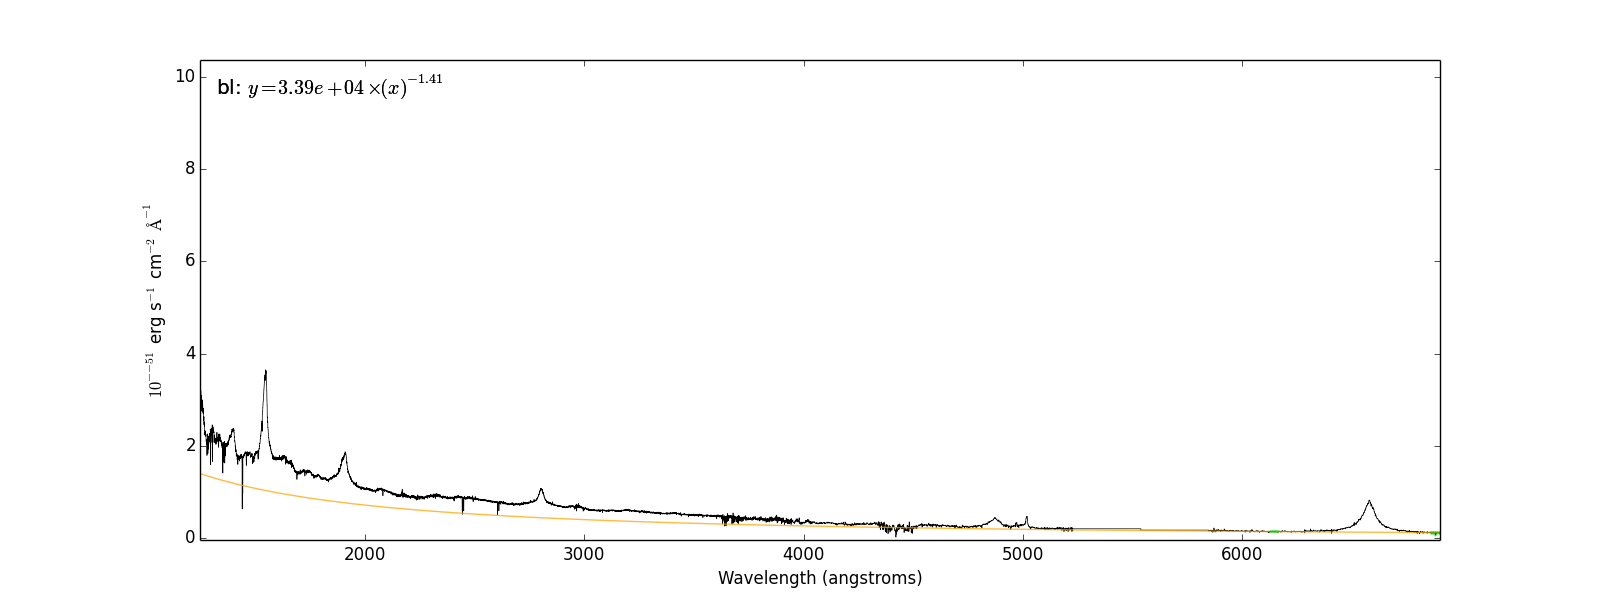 bl: y=3.39e+04×(x)^−1.41
10
8
6
4
2
0
10^−−51 erg s^−1 cm^−2 Å^−1
2000 3000 4000 5000 6000
Wavelength (angstroms)